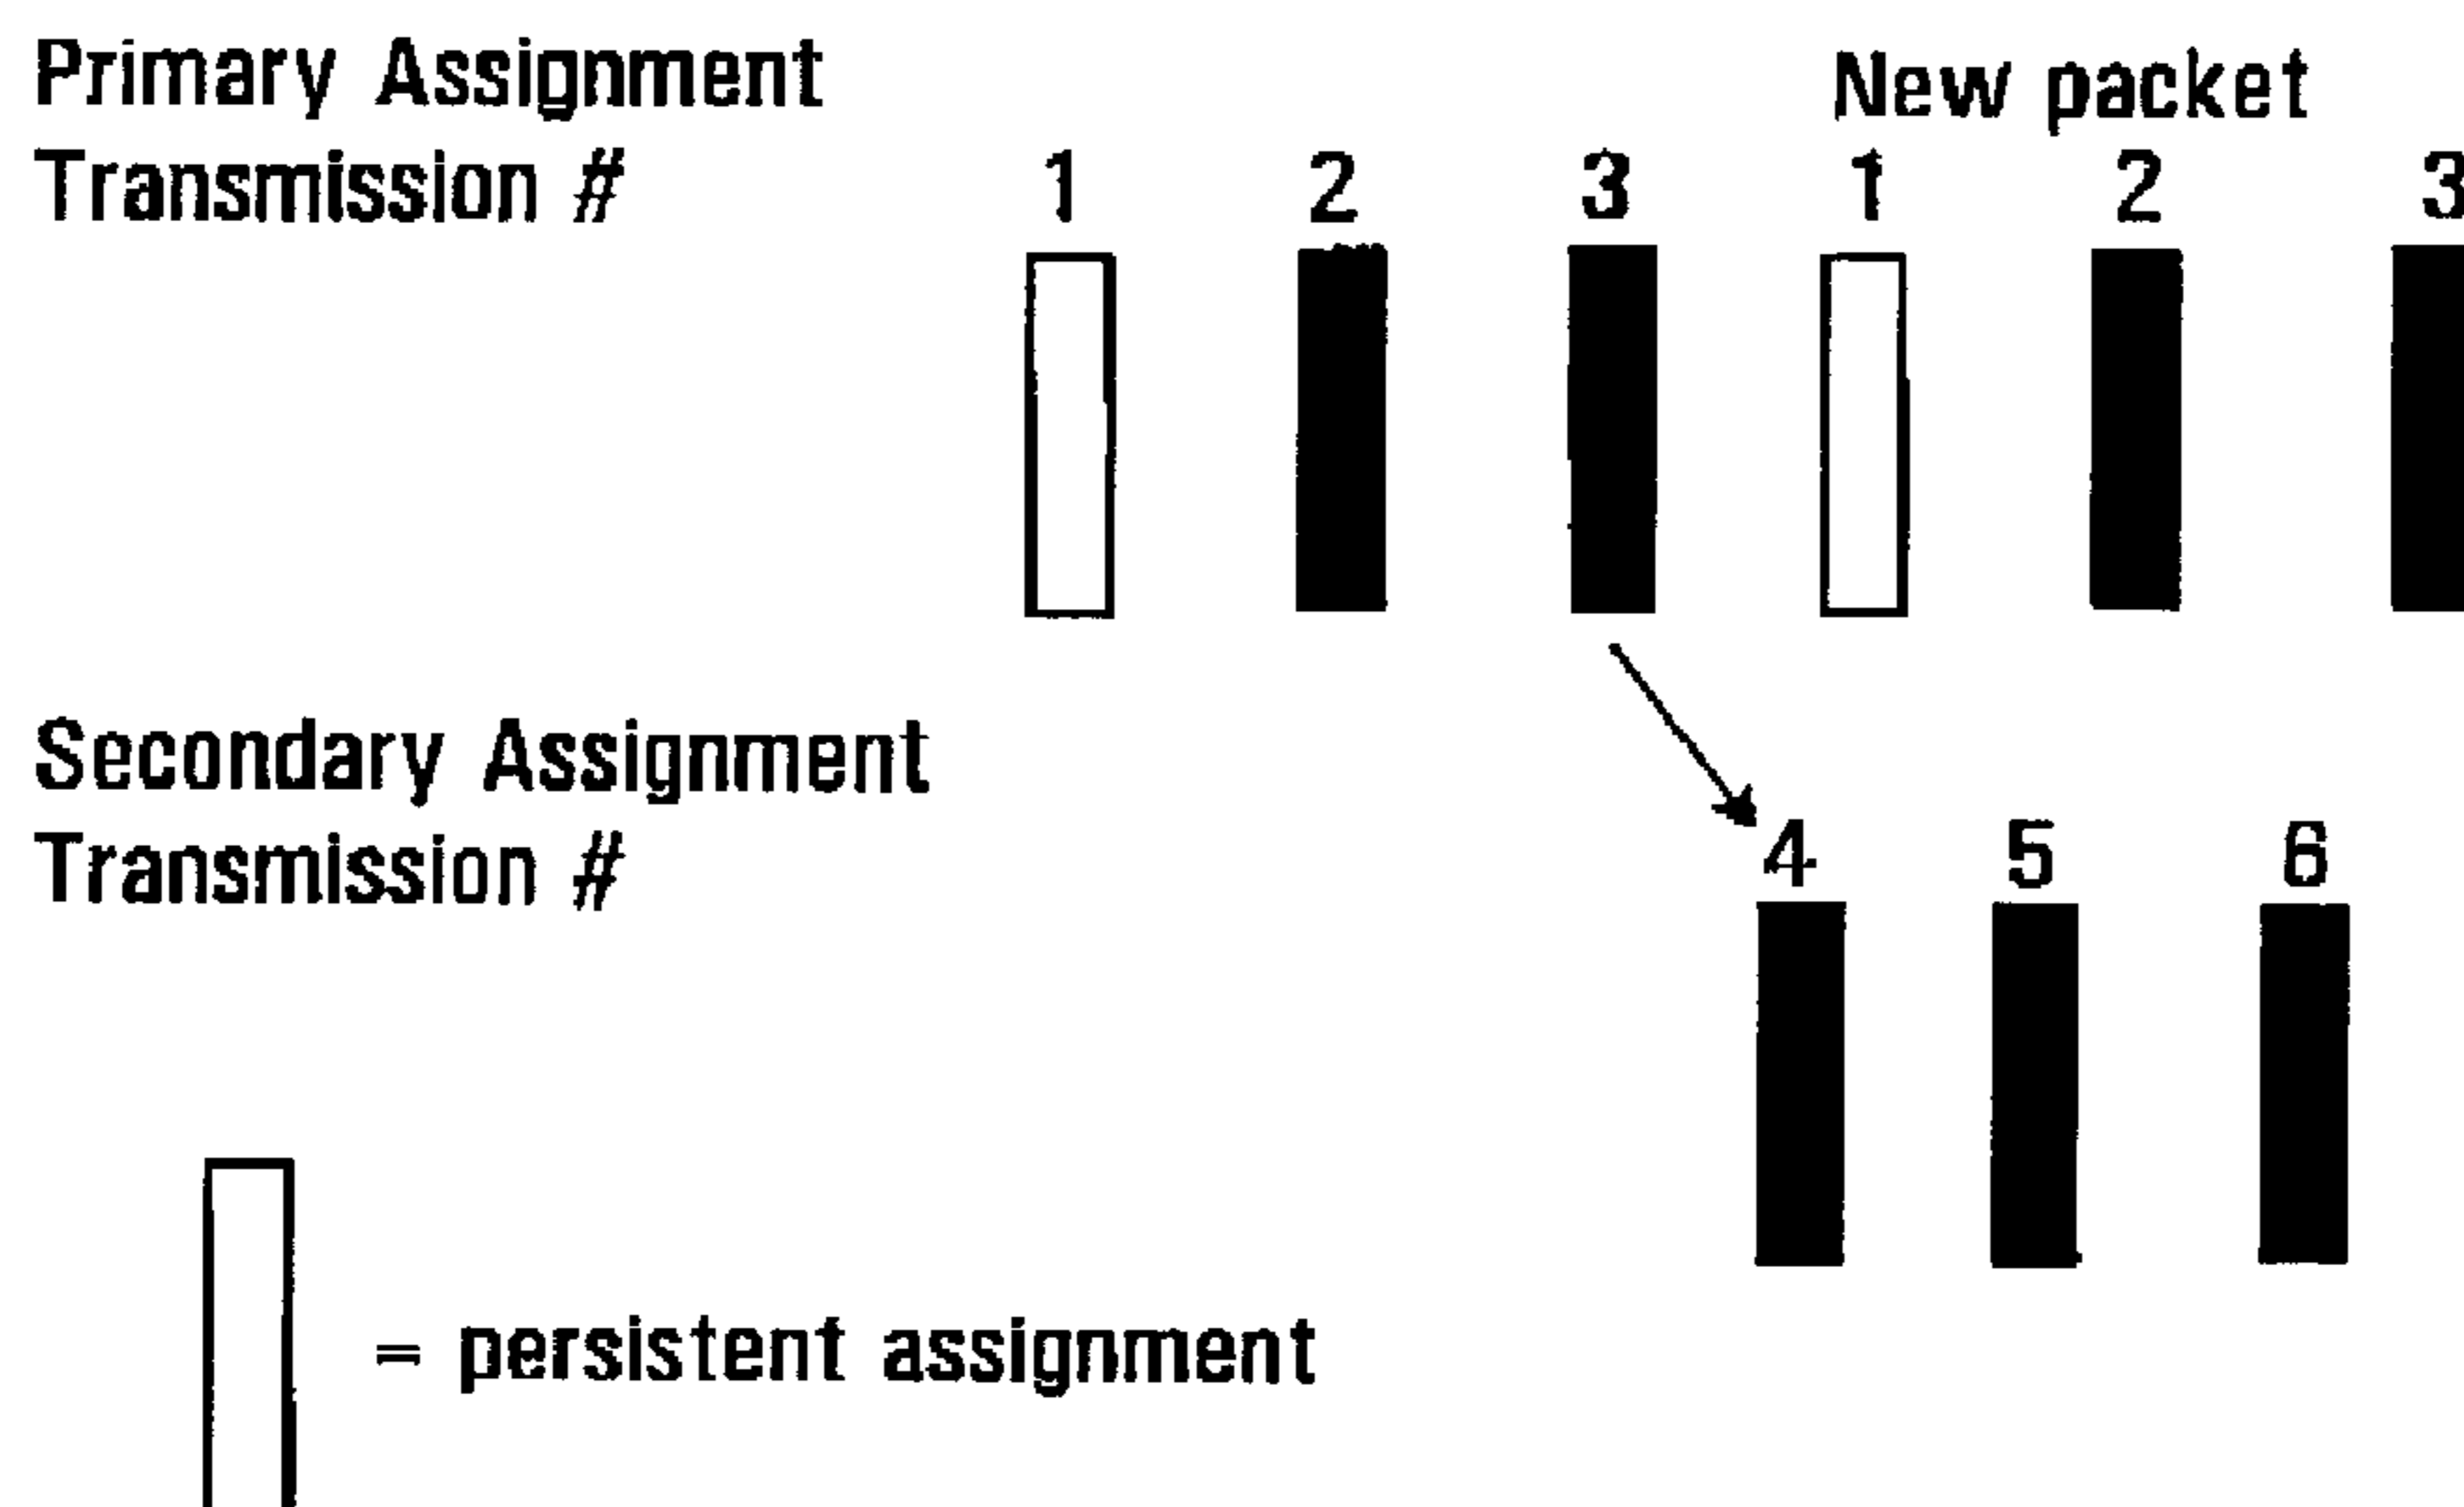 Primary Assignment
New packet
Transmission # 1 2 3 1 2 3
Secondary Assignment
Transmission # 4 5 6
= persistent assignment